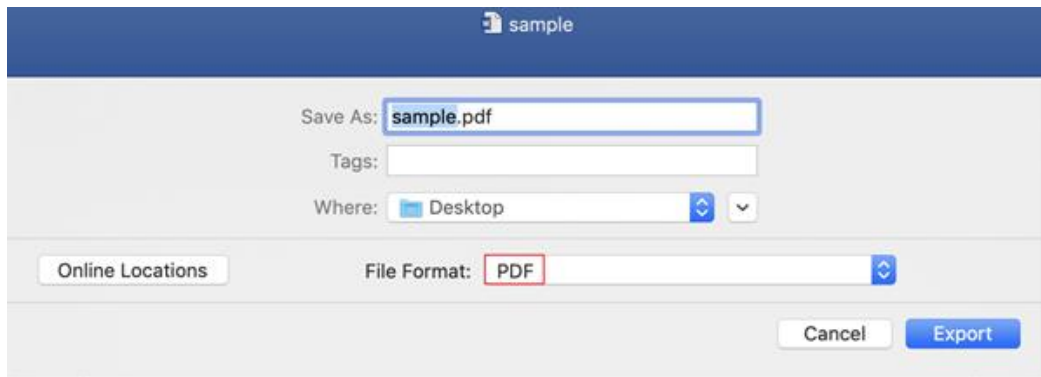 sample
Save As: sample.pdf
Tags:
Where: Desktop
Online Locations File Format: PDF
Cancel Export